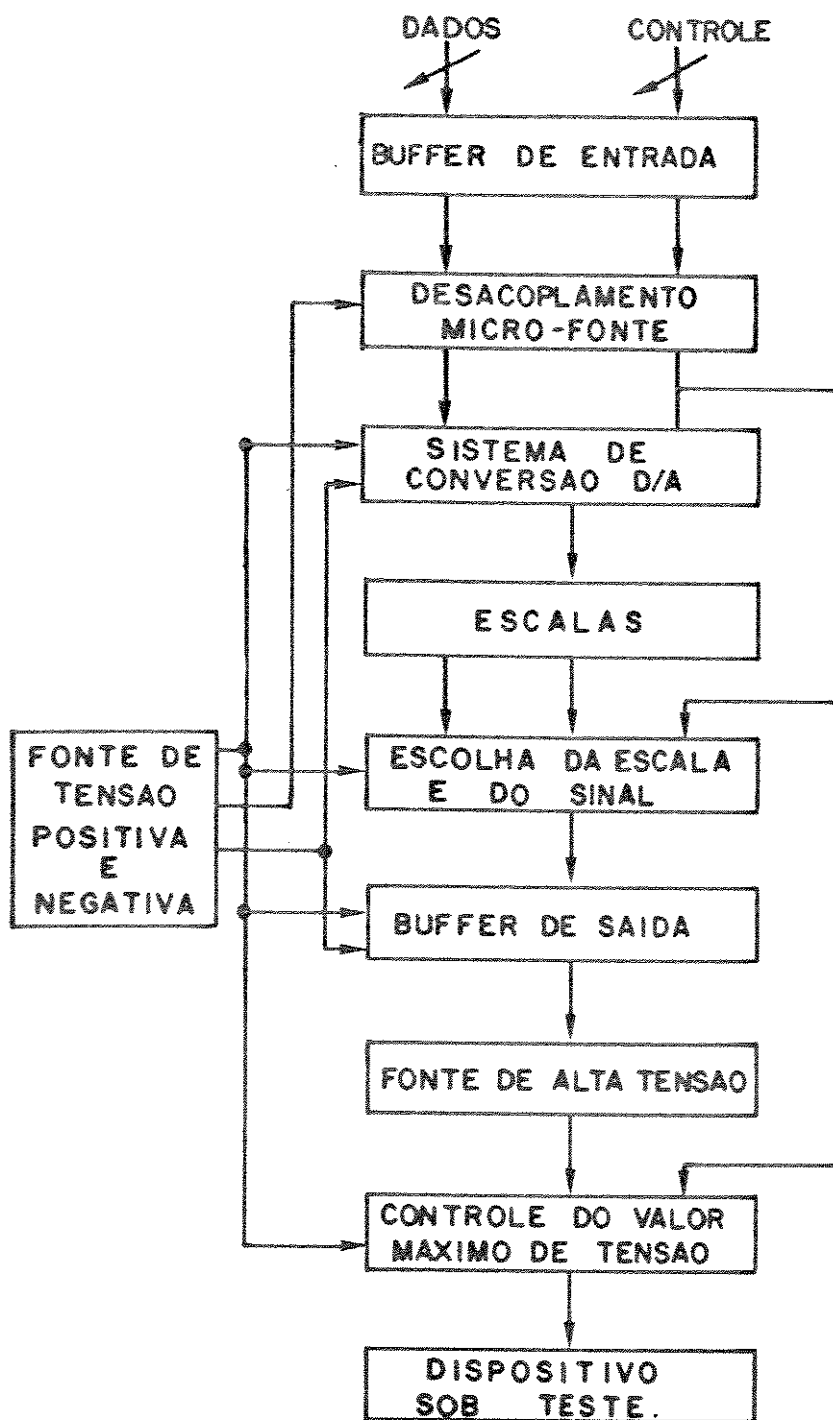 DADOS CONTROLE
BUFFER DE ENTRADA
DESACOPLAMENTO
MICRO-FONTE
SISTEMA DE
CONVERSAO D/A
ESCALAS
FONTE DE
TENSAO
POSITIVA
E
NEGATIVA
ESCOLHA DA ESCALA
E DO SINAL
BUFFER DE SAIDA
FONTE DE ALTA TENSAO
CONTROLE DO VALOR
MAXIMO DE TENSAO
DISPOSITIVO
SOB TESTE.